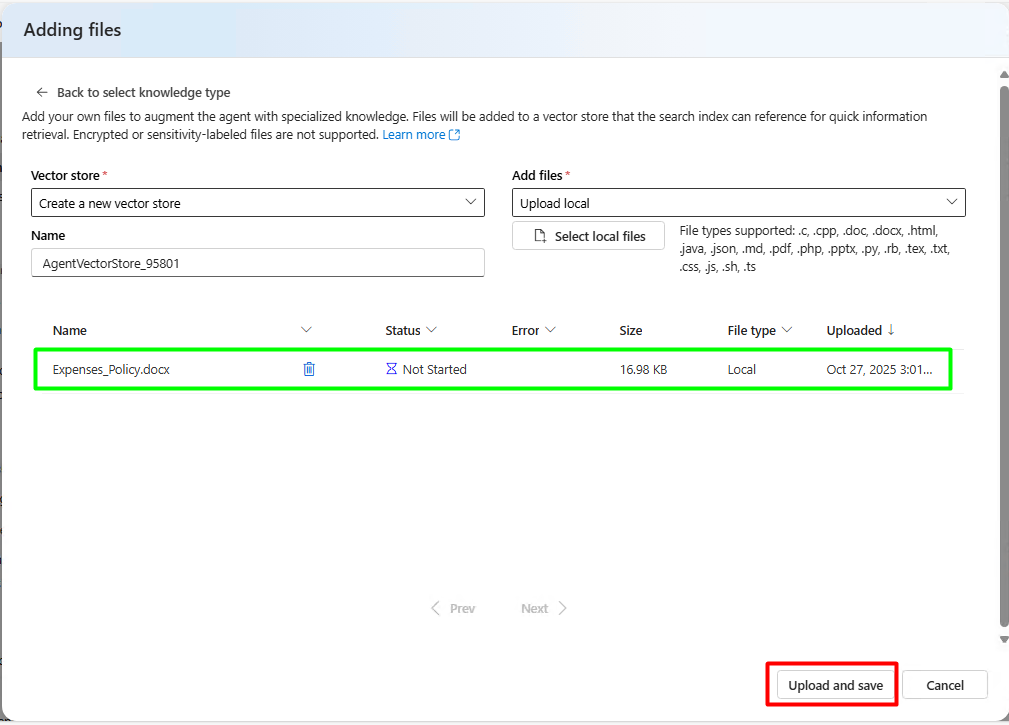 Adding files
Back to select knowledge type
Add your own files to augment the agent with specialized knowledge. Files will be added to a vector store that the search index can reference for quick information
retrieval. Encrypted or sensitivity-labeled files are not supported. Learn more
Vector store *
Create a new vector store
Name
AgentVectorStore_95801
Add files *
Upload local
Select local files
File types supported: .c, .cpp, .doc, .docx, .html,
.java, .json, .md, .pdf, .php, .pptx, .py, .rb, .tex, .txt,
.css, .js, .sh, .ts
Name Status Error Size File type Uploaded
Expenses_Policy.docx Not Started 16.98 KB Local Oct 27, 2025 3:01...
Prev Next
Upload and save Cancel